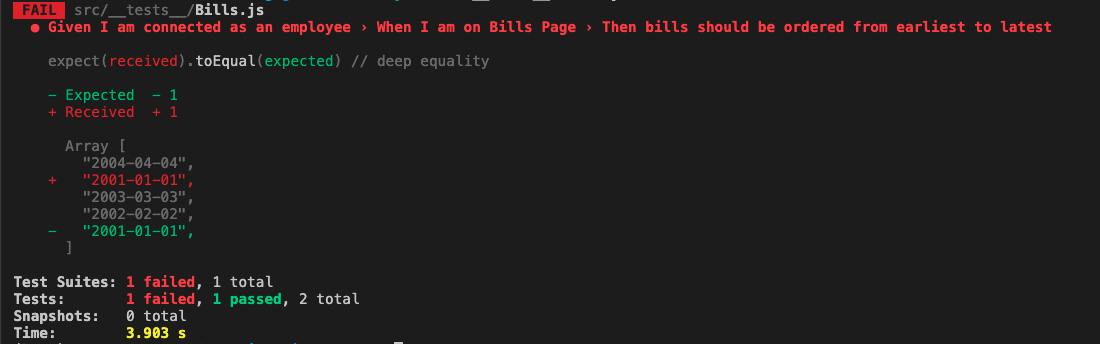 FAIL src/__tests__/Bills.js
● Given I am connected as an employee › When I am on Bills Page › Then bills should be ordered from earliest to latest
expect(received).toEqual(expected) // deep equality
- Expected - 1
+ Received + 1
Array [
"2004-04-04",
+ "2001-01-01",
"2003-03-03",
"2002-02-02",
- "2001-01-01",
]
Test Suites: 1 failed, 1 total
Tests: 1 failed, 1 passed, 2 total
Snapshots: 0 total
Time: 3.903 s